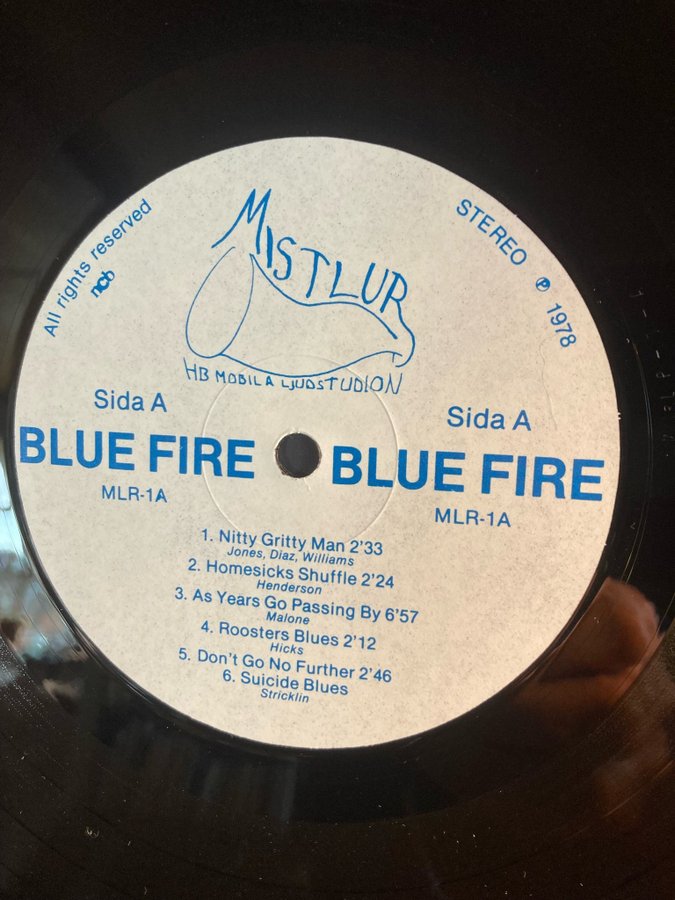 All rights reserved
ncb
MISTLUR
HB MOBILA LJUDSTUDION
STEREO ℗ 1978
Sida A
Sida A
BLUE FIRE
BLUE FIRE
MLR-1A
MLR-1A
1. Nitty Gritty Man 2'33
Jones, Diaz, Williams
2. Homesicks Shuffle 2'24
Henderson
3. As Years Go Passing By 6'57
Malone
4. Roosters Blues 2'12
Hicks
5. Don't Go No Further 2'46
6. Suicide Blues
Stricklin